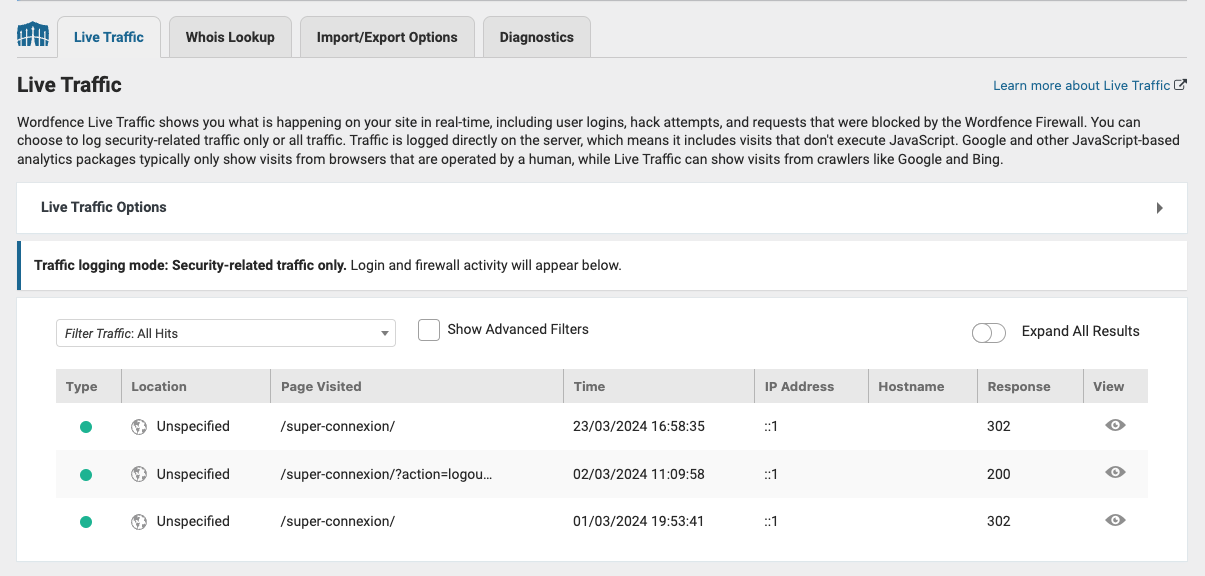 Live Traffic
Whois Lookup
Import/Export Options
Diagnostics
Live Traffic
Learn more about Live Traffic
Wordfence Live Traffic shows you what is happening on your site in real-time, including user logins, hack attempts, and requests that were blocked by the Wordfence Firewall. You can
choose to log security-related traffic only or all traffic. Traffic is logged directly on the server, which means it includes visits that don't execute JavaScript. Google and other JavaScript-based
analytics packages typically only show visits from browsers that are operated by a human, while Live Traffic can show visits from crawlers like Google and Bing.
Live Traffic Options
Traffic logging mode: Security-related traffic only. Login and firewall activity will appear below.
Filter Traffic: All Hits
Show Advanced Filters
Expand All Results
Type Location Page Visited Time IP Address Hostname Response View
Unspecified /super-connexion/ 23/03/2024 16:58:35 ::1 302
Unspecified /super-connexion/?action=logou... 02/03/2024 11:09:58 ::1 200
Unspecified /super-connexion/ 01/03/2024 19:53:41 ::1 302